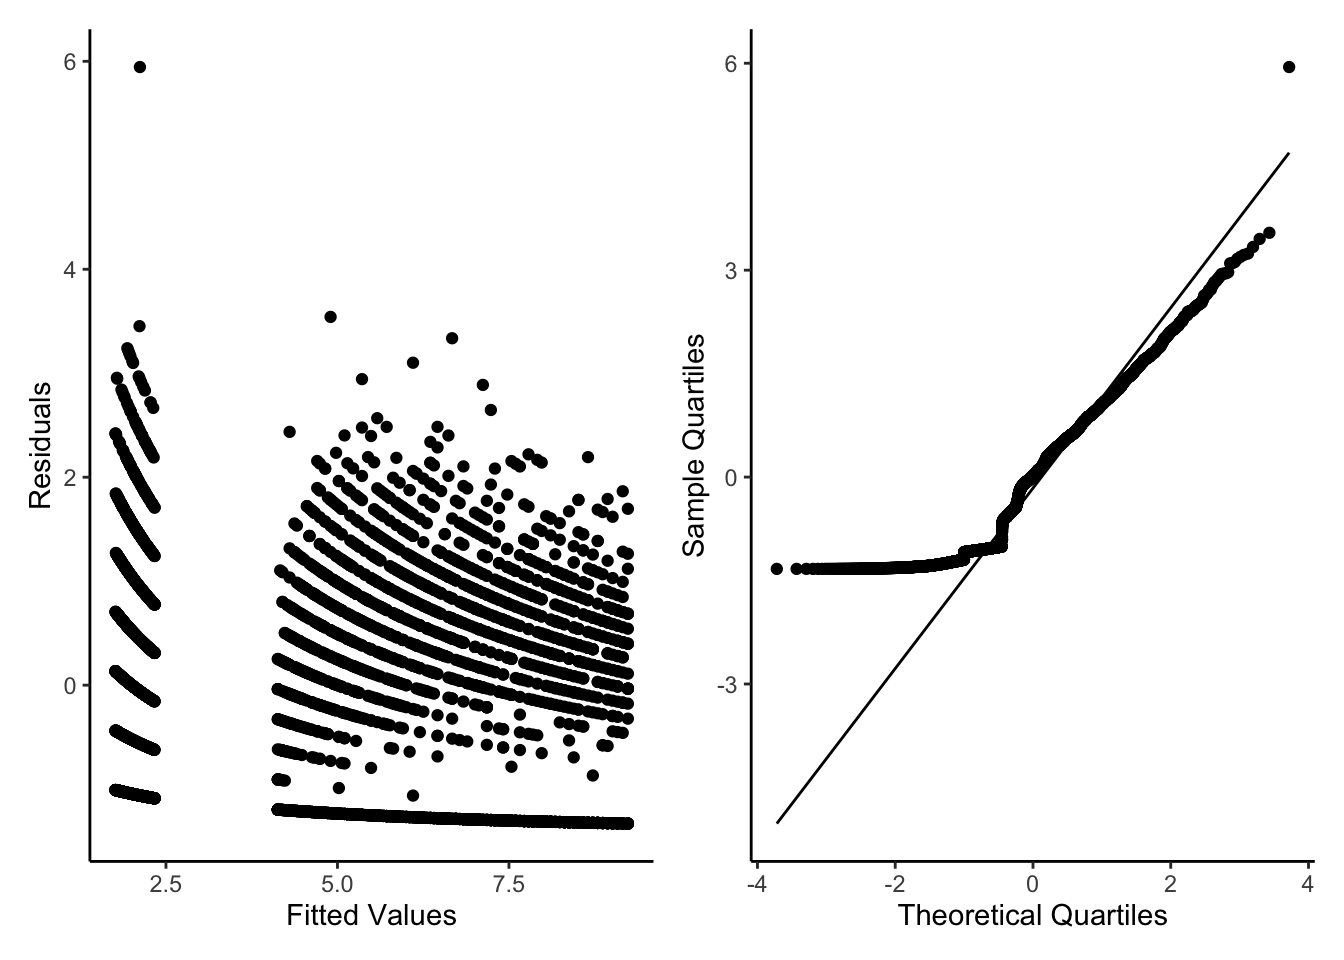 6
4
2
0
Residuals
2.5 5.0 7.5
Fitted Values
6
3
0
-3
Sample Quartiles
-4 -2 0 2 4
Theoretical Quartiles